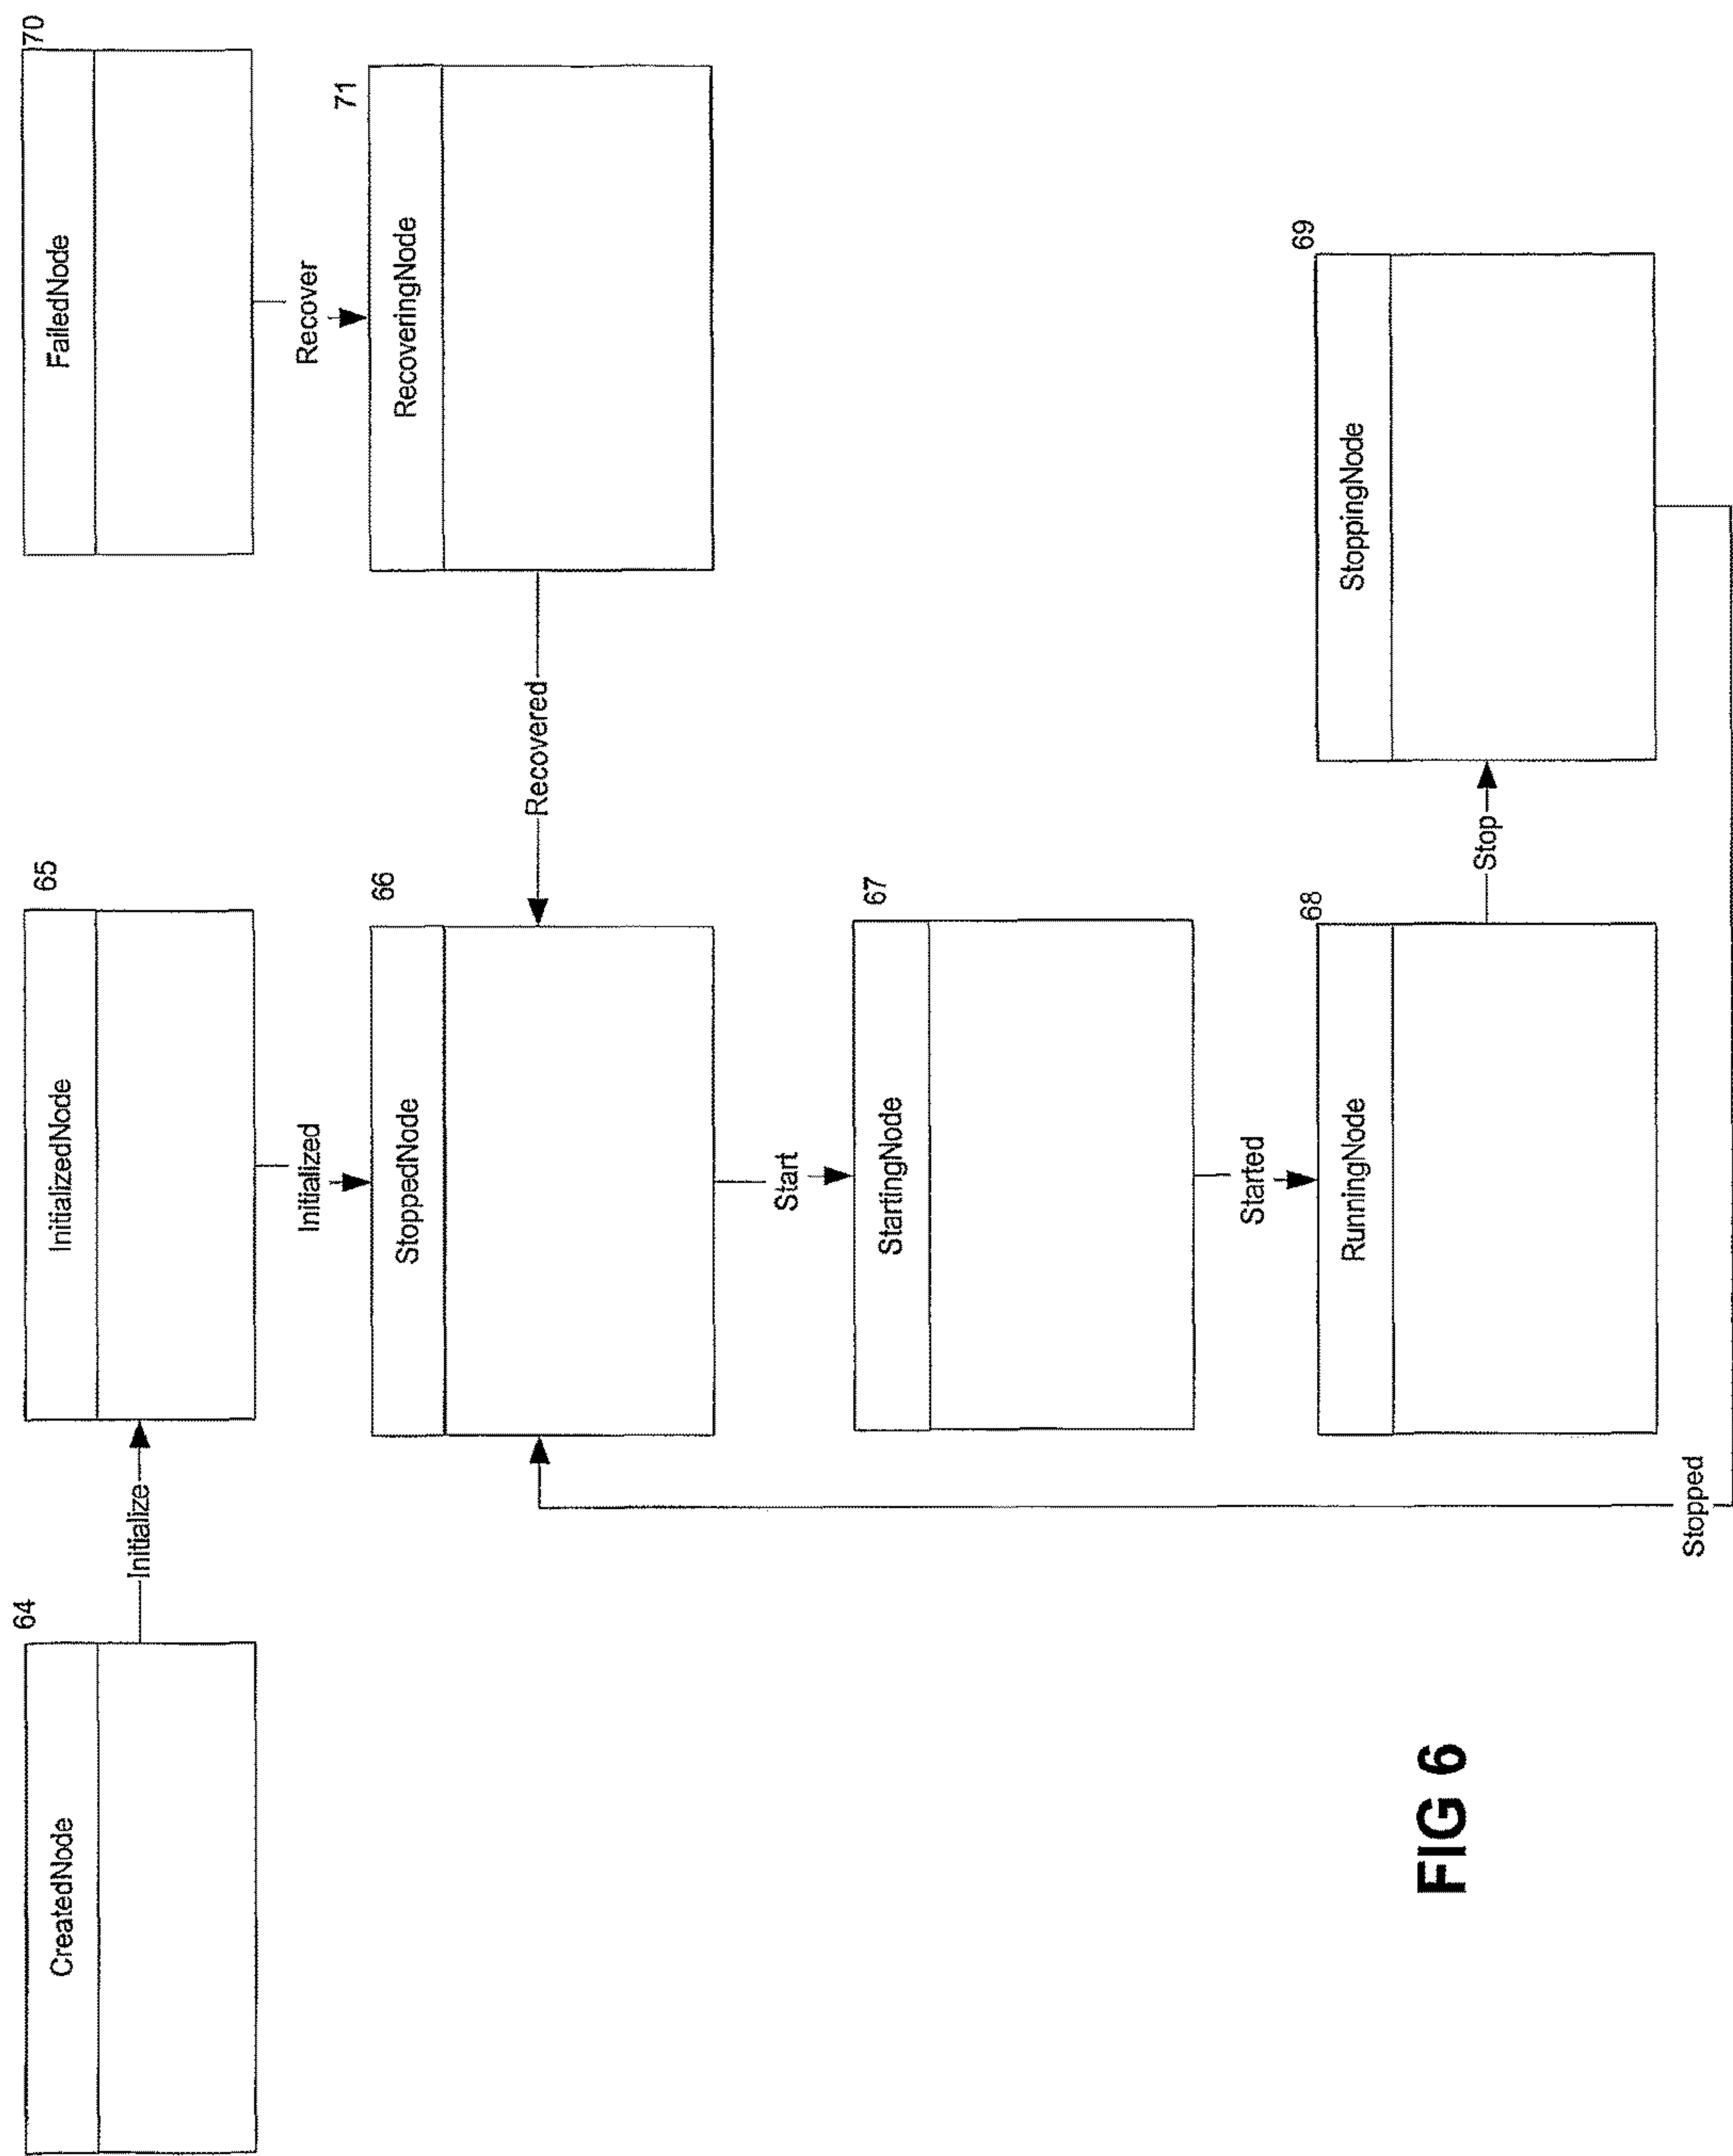 64
CreatedNode
Initialize
65
InitializedNode
Initialized
70
FailedNode
Recover
71
RecoveringNode
Recovered
66
StoppedNode
Start
67
StartingNode
Started
68
RunningNode
Stop
69
StoppingNode
Stopped
FIG 6